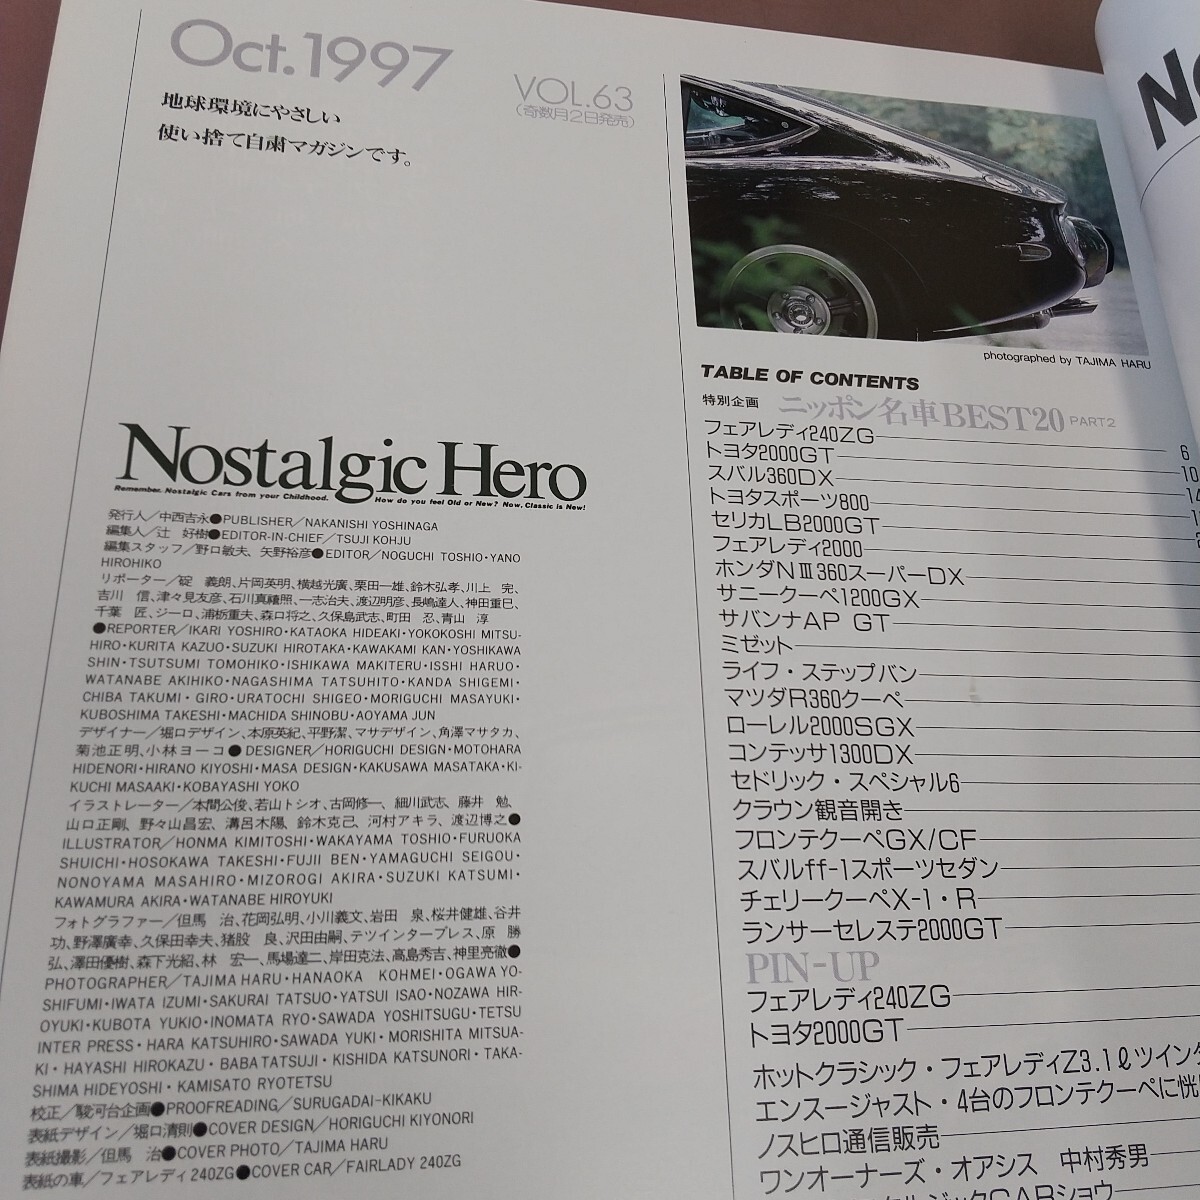 Oct.1997
地球環境にやさしい
使い捨て自粛マガジンです。
VOL.63
(奇数月2日発売)
photographed by TAJIMA HARU
Nostalgic Hero
Remember. Nostalgic Cars from your Childhood. How do you feel Old or New? Now, Classic is New!
発行人/中西吉永●PUBLISHER/NAKANISHI YOSHINAGA
編集人/辻 好樹●EDITOR-IN-CHIEF/TSUJI KOHJU
編集スタッフ/野口敏夫、矢野裕彦●EDITOR/NOGUCHI TOSHIO・YANO
HIROHIKO
リポーター/碇 義朗、片岡英明、横越光廣、栗田一雄、鈴木弘孝、川上 完、
吉川 信、津々見友彦、石川真禧照、一志治夫、渡辺明彦、長嶋達人、神田重巳、
千葉 匠、ジーロ、浦栃重夫、森口将之、久保島武志、町田 忍、青山 淳
●REPORTER/IKARI YOSHIRO・KATAOKA HIDEAKI・YOKOKOSHI MITSU-
HIRO・KURITA KAZUO・SUZUKI HIROTAKA・KAWAKAMI KAN・YOSHIKAWA
SHIN・TSUTSUMI TOMOHIKO・ISHIKAWA MAKITERU・ISSHI HARUO・
WATANABE AKIHIKO・NAGASHIMA TATSUHITO・KANDA SHIGEMI・
CHIBA TAKUMI・GIRO・URATOCHI SHIGEO・MORIGUCHI MASAYUKI・
KUBOSHIMA TAKESHI・MACHIDA SHINOBU・AOYAMA JUN
デザイナー/堀口デザイン、本原英紀、平野潔、マサデザイン、角澤マサタカ、
菊池正明、小林ヨーコ●DESIGNER/HORIGUCHI DESIGN・MOTOHARA
HIDENORI・HIRANO KIYOSHI・MASA DESIGN・KAKUSAWA MASATAKA・KI-
KUCHI MASAAKI・KOBAYASHI YOKO
イラストレーター/本間公俊、若山トシオ、古岡修一、細川武志、藤井 勉、
山口正剛、野々山昌宏、溝呂木陽、鈴木克己、河村アキラ、渡辺博之●
ILLUSTRATOR/HONMA KIMITOSHI・WAKAYAMA TOSHIO・FURUOKA
SHUICHI・HOSOKAWA TAKESHI・FUJII BEN・YAMAGUCHI SEIGOU・
NONOYAMA MASAHIRO・MIZOROGI AKIRA・SUZUKI KATSUMI・
KAWAMURA AKIRA・WATANABE HIROYUKI
フォトグラファー/但馬 治、花岡弘明、小川義文、岩田 泉、桜井健雄、谷井
功、野澤廣幸、久保田幸夫、猪股 良、沢田由嗣、テツインタープレス、原 勝
弘、澤田優樹、森下光紹、林 宏一、馬場達二、岸田克法、高島秀吉、神里亮徹●
PHOTOGRAPHER/TAJIMA HARU・HANAOKA KOHMEI・OGAWA YO-
SHIFUMI・IWATA IZUMI・SAKURAI TATSUO・YATSUI ISAO・NOZAWA HIR-
OYUKI・KUBOTA YUKIO・INOMATA RYO・SAWADA YOSHITSUGU・TETSU
INTER PRESS・HARA KATSUHIRO・SAWADA YUKI・MORISHITA MITSUA-
KI・HAYASHI HIROKAZU・BABA TATSUJI・KISHIDA KATSUNORI・TAKA-
SHIMA HIDEYOSHI・KAMISATO RYOTETSU
校正/駿河台企画●PROOFREADING/SURUGADAI-KIKAKU
表紙デザイン/堀口清則●COVER DESIGN/HORIGUCHI KIYONORI
表紙撮影/但馬 治●COVER PHOTO/TAJIMA HARU
表紙の車/フェアレディ240ZG●COVER CAR/FAIRLADY 240ZG
TABLE OF CONTENTS
特別企画 ニッポン名車BEST20 PART2
フェアレディ240ZG 6
トヨタ2000GT 10
スバル360DX
トヨタスポーツ800
セリカLB2000GT
フェアレディ2000
ホンダNⅢ360スーパーDX
サニークーペ1200GX
サバンナAP GT
ミゼット
ライフ・ステップバン
マツダR360クーペ
ローレル2000SGX
コンテッサ1300DX
セドリック・スペシャル6
クラウン観音開き
フロンテクーペGX/CF
スバルff-1スポーツセダン
チェリークーペX-1・R
ランサーセレステ2000GT
PIN-UP
フェアレディ240ZG
トヨタ2000GT
ホットクラシック・フェアレディZ3.1ℓツインタ
エンスージャスト・4台のフロンテクーペに恍
ノスヒロ通信販売
ワンオーナーズ・オアシス 中村秀男